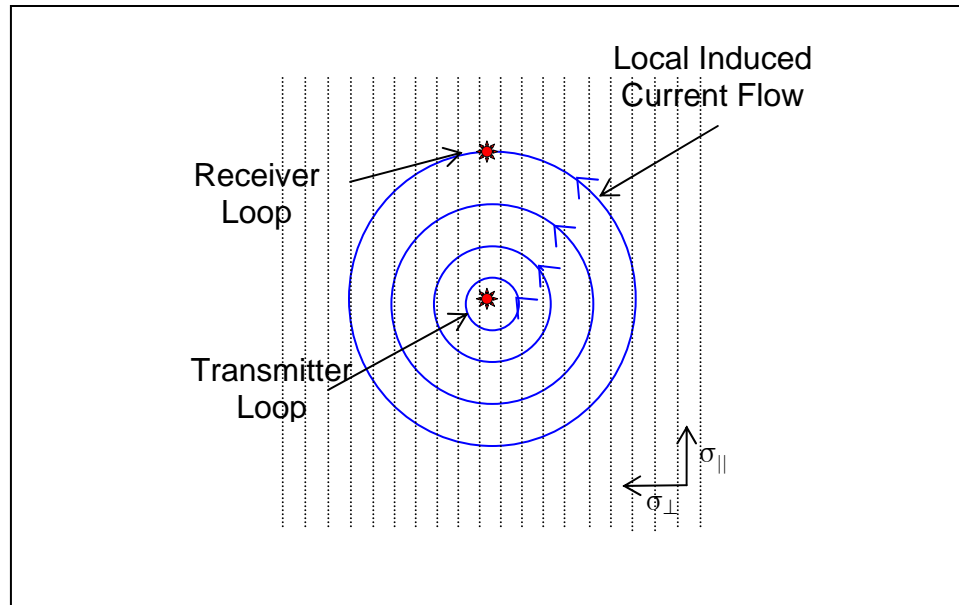 Local Induced
Current Flow
Receiver
Loop
Transmitter
Loop
σ||
σ⊥